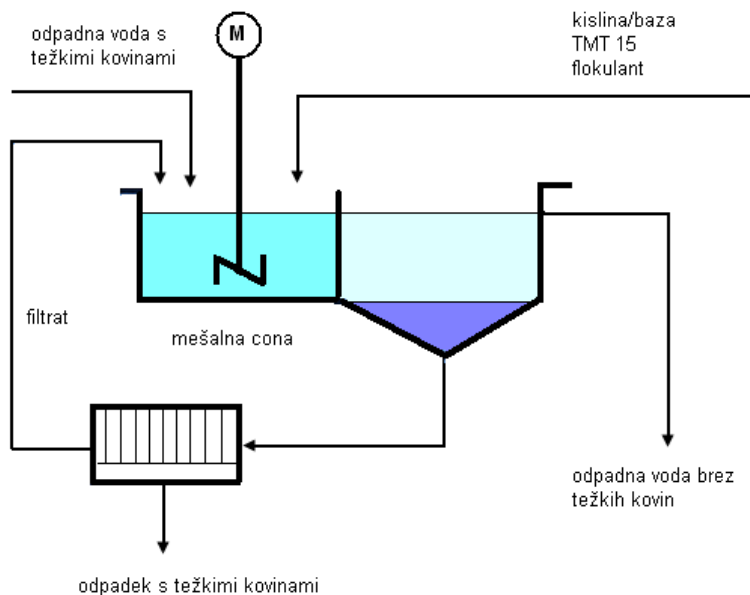 odpadna voda s
težkimi kovinami
M
kislina/baza
TMT 15
flokulant
filtrat
mešalna cona
odpadna voda brez
težkih kovin
odpadek s težkimi kovinami